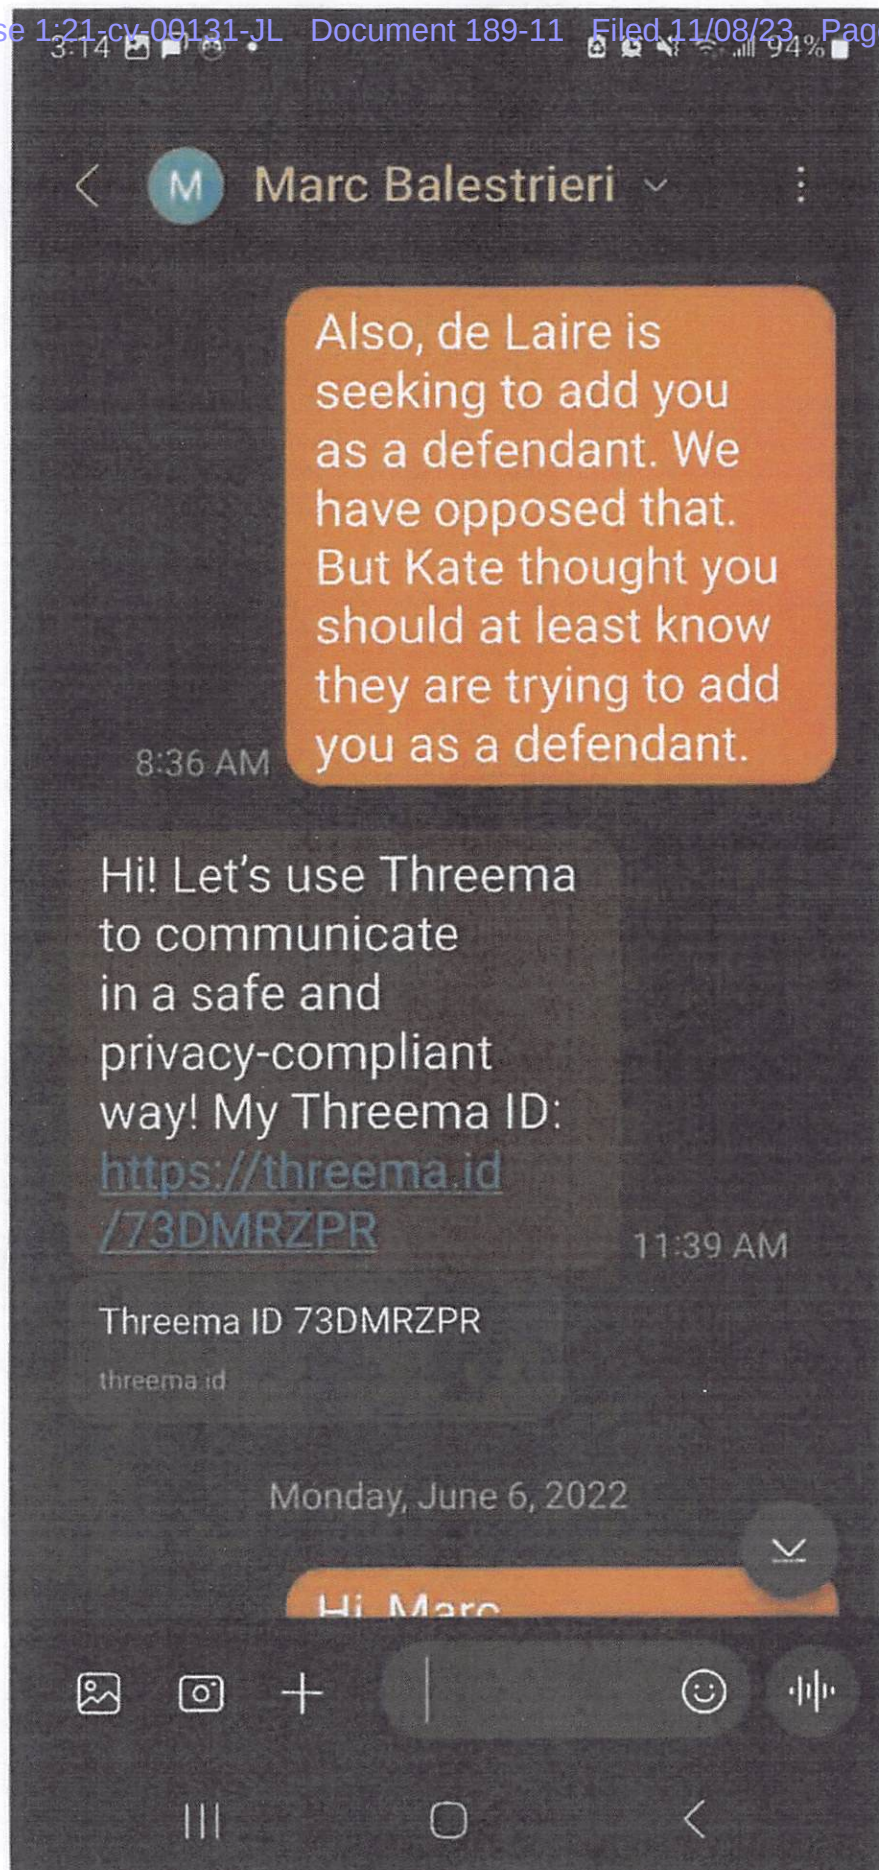 se 1:21-cv-00131-JL Document 189-11 Filed 11/08/23 Pag
3:14 94%
M Marc Balestrieri
Also, de Laire is
seeking to add you
as a defendant. We
have opposed that.
But Kate thought you
should at least know
they are trying to add
you as a defendant.
8:36 AM
Hi! Let's use Threema
to communicate
in a safe and
privacy-compliant
way! My Threema ID:
https://threema.id
/73DMRZPR
11:39 AM
Threema ID 73DMRZPR
threema.id
Monday, June 6, 2022
Hi, Marc